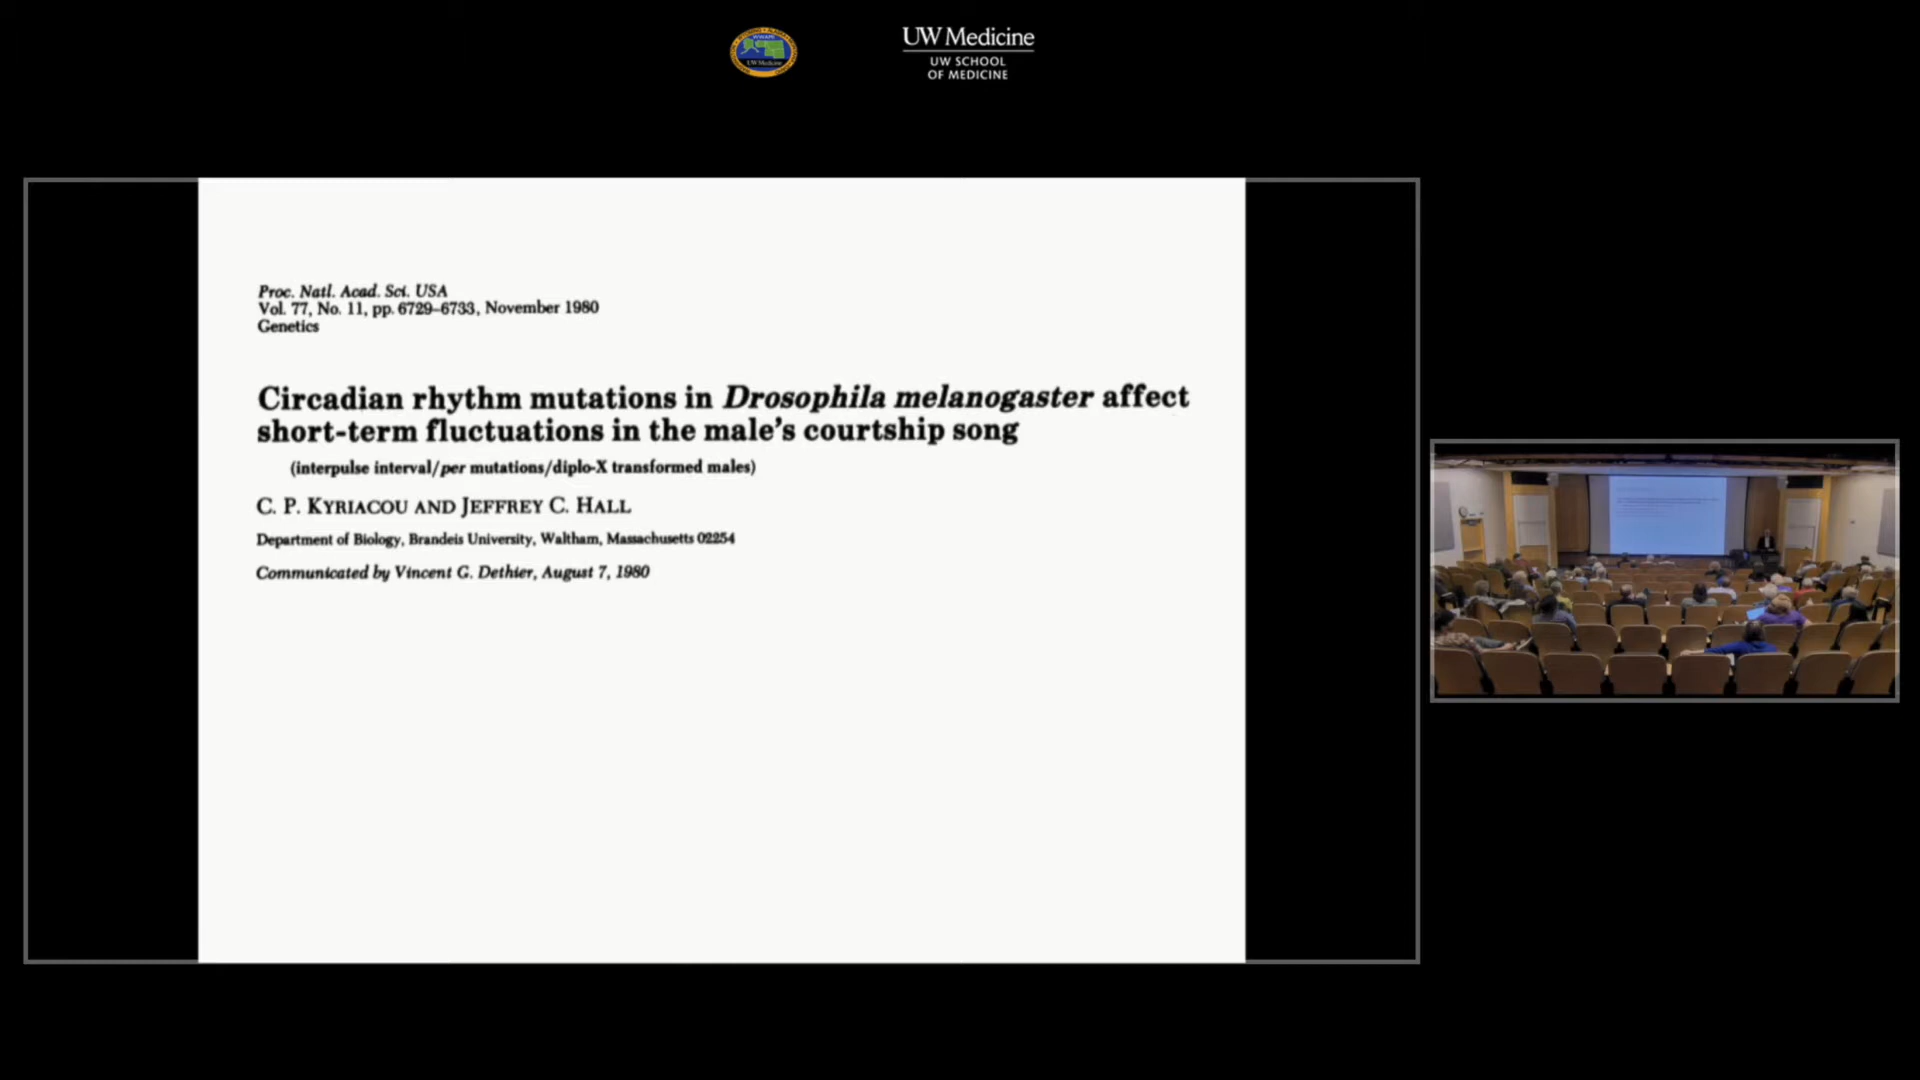 UW Medicine
UW SCHOOL
OF MEDICINE
UW Medicine
Proc. Natl. Acad. Sci. USA
Vol. 77, No. 11, pp. 6729–6733, November 1980
Genetics
Circadian rhythm mutations in Drosophila melanogaster affect
short-term fluctuations in the male's courtship song
(interpulse interval/per mutations/diplo-X transformed males)
C. P. KYRIACOU AND JEFFREY C. HALL
Department of Biology, Brandeis University, Waltham, Massachusetts 02254
Communicated by Vincent G. Dethier, August 7, 1980